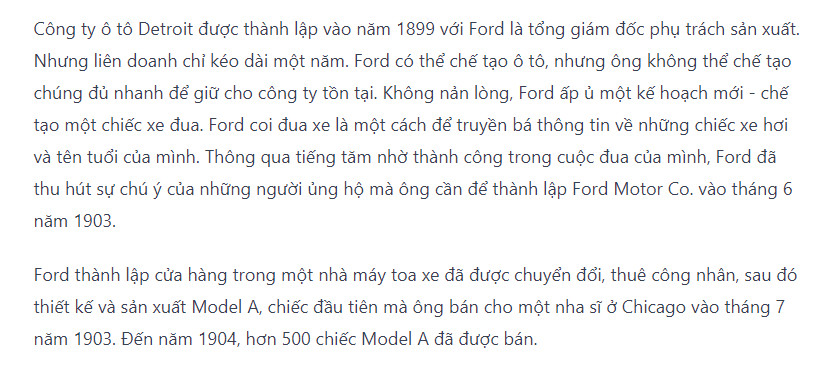 Công ty ô tô Detroit được thành lập vào năm 1899 với Ford là tổng giám đốc phụ trách sản xuất.
Nhưng liên doanh chỉ kéo dài một năm. Ford có thể chế tạo ô tô, nhưng ông không thể chế tạo
chúng đủ nhanh để giữ cho công ty tồn tại. Không nản lòng, Ford ấp ủ một kế hoạch mới - chế
tạo một chiếc xe đua. Ford coi đua xe là một cách để truyền bá thông tin về những chiếc xe hơi
và tên tuổi của mình. Thông qua tiếng tăm nhờ thành công trong cuộc đua của mình, Ford đã
thu hút sự chú ý của những người ủng hộ mà ông cần để thành lập Ford Motor Co. vào tháng 6
năm 1903.
Ford thành lập cửa hàng trong một nhà máy toa xe đã được chuyển đổi, thuê công nhân, sau đó
thiết kế và sản xuất Model A, chiếc đầu tiên mà ông bán cho một nha sĩ ở Chicago vào tháng 7
năm 1903. Đến năm 1904, hơn 500 chiếc Model A đã được bán.